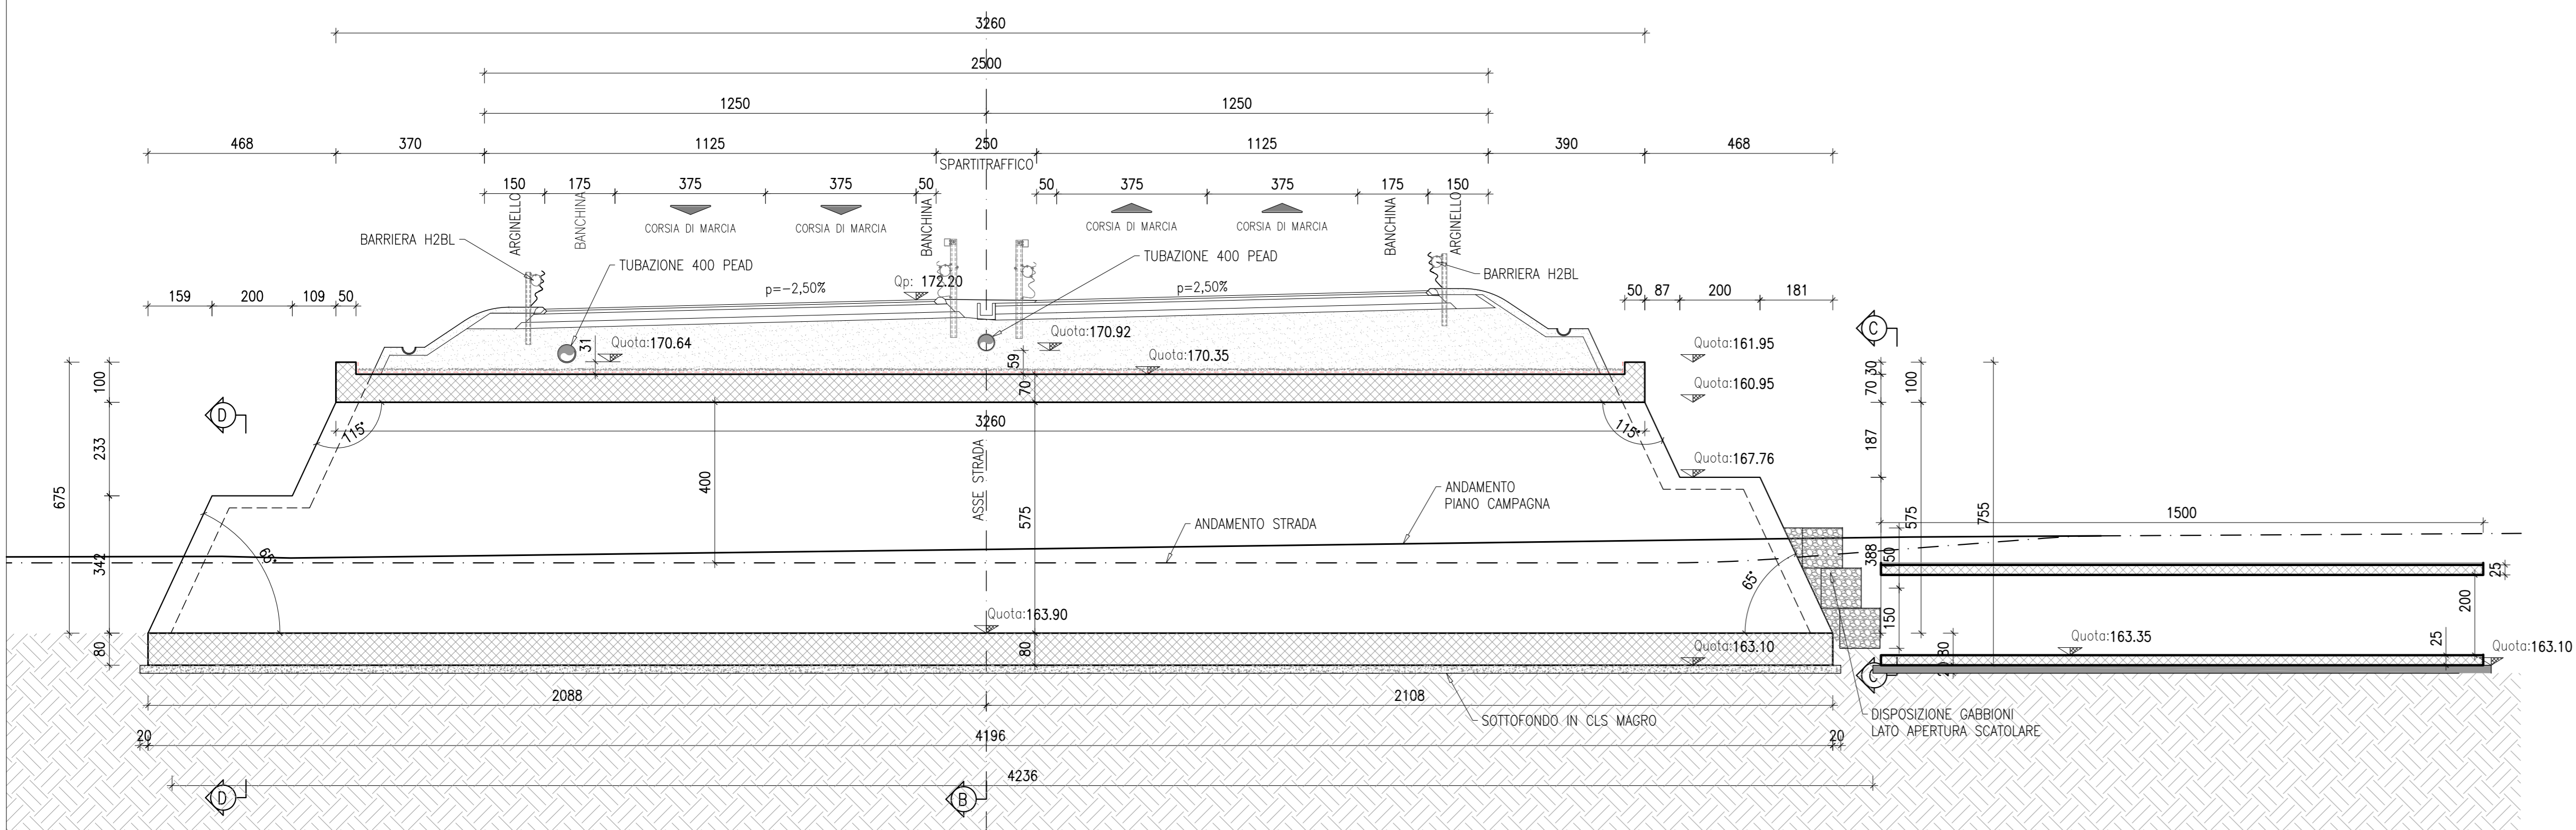 3260
2500
1250
1250
468
370
1125
250
1125
390
468
SPARTITRAFFICO
150
175
375
375
50
50
375
375
175
150
ARGINELLO
BANCHINA
CORSIA DI MARCIA
CORSIA DI MARCIA
BANCHINA
CORSIA DI MARCIA
CORSIA DI MARCIA
BANCHINA
ARGINELLO
BARRIERA H2BL
TUBAZIONE 400 PEAD
TUBAZIONE 400 PEAD
BARRIERA H2BL
p=-2,50%
Qp: 172.20
p=2,50%
159
200
109
50
50
87
200
181
31
Quota:170.64
Quota:170.92
59
Quota:170.35
Quota:161.95
Quota:160.95
C
100
70
30
70
100
D
3260
115°
115°
233
187
675
ASSE STRADA
400
575
Quota:167.76
ANDAMENTO
PIANO CAMPAGNA
ANDAMENTO STRADA
575
755
1500
342
65°
65°
388
150
25
200
Quota:163.90
150
80
80
Quota:163.10
80
Quota:163.35
25
Quota:163.10
C
2088
2108
SOTTOFONDO IN CLS MAGRO
DISPOSIZIONE GABBIONI
LATO APERTURA SCATOLARE
20
4196
20
4236
D
B